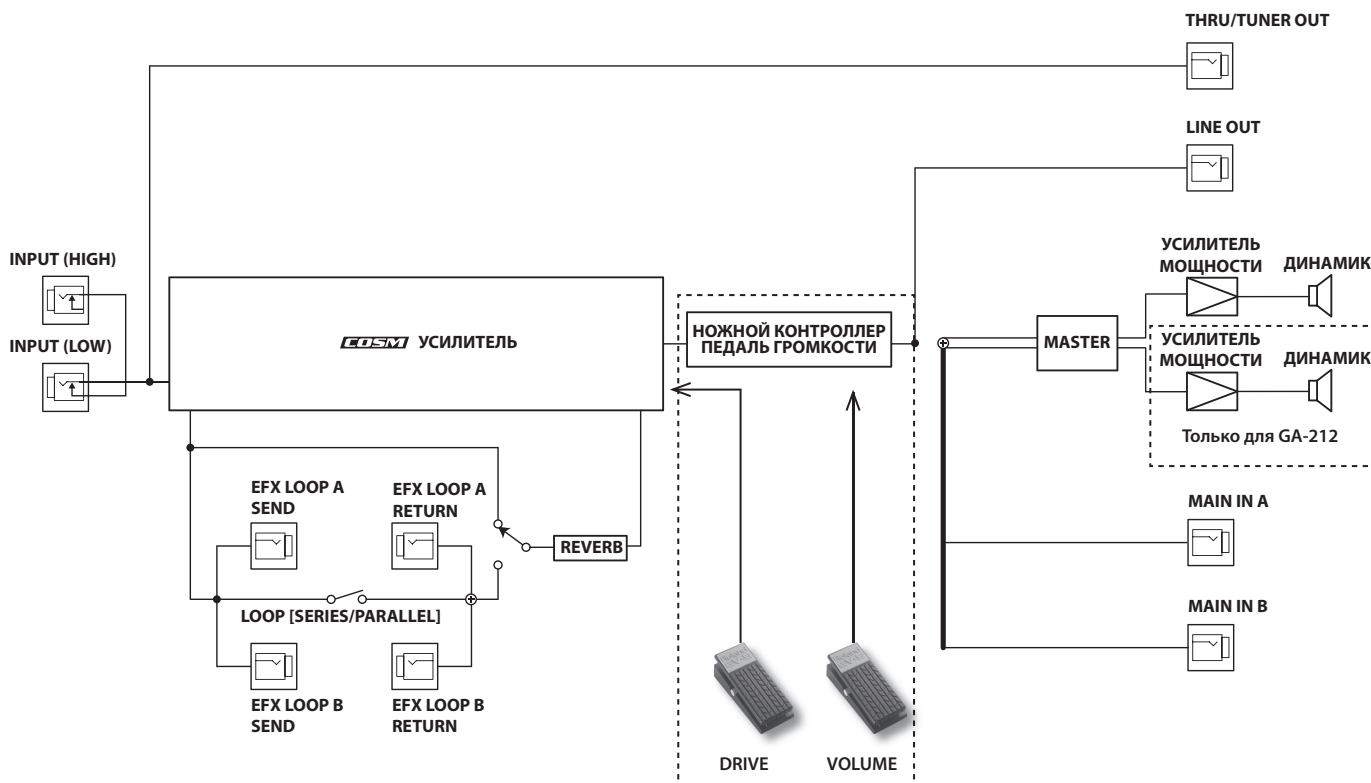 THRU/TUNER OUT
LINE OUT
INPUT (HIGH)
INPUT (LOW)
COSM УСИЛИТЕЛЬ
НОЖНОЙ КОНТРОЛЛЕР
ПЕДАЛЬ ГРОМКОСТИ
MASTER
УСИЛИТЕЛЬ
МОЩНОСТИ
ДИНАМИК
УСИЛИТЕЛЬ
МОЩНОСТИ
ДИНАМИК
Только для GA-212
EFX LOOP A
SEND
EFX LOOP A
RETURN
REVERB
LOOP [SERIES/PARALLEL]
EFX LOOP B
SEND
EFX LOOP B
RETURN
MAIN IN A
MAIN IN B
DRIVE
VOLUME